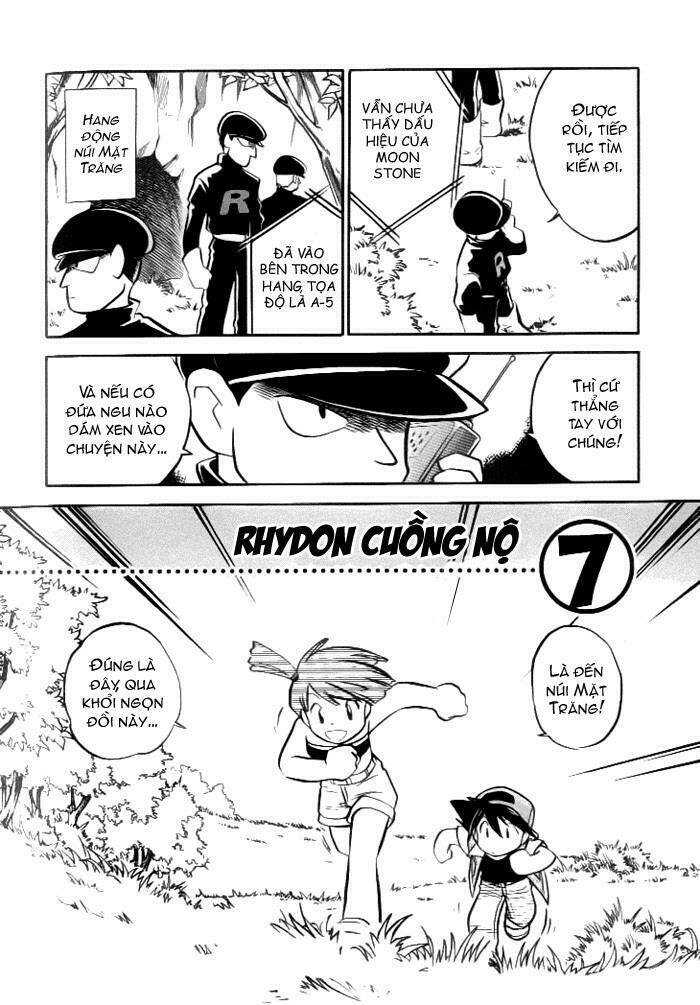 HANG
ĐỘNG
NÚI MẶT
TRĂNG
R
ĐÃ VÀO
BÊN TRONG
HANG, TỌA
ĐỘ LÀ A-5
VẪN CHƯA
THẤY DẤU
HIỆU CỦA
MOON
STONE
ĐƯỢC
RỒI, TIẾP
TỤC TÌM
KIẾM ĐI.
R
VÀ NẾU CÓ
ĐỨA NGU NÀO
DÁM XEN VÀO
CHUYỆN NÀY...
THÌ CỨ
THẲNG
TAY VỚI
CHÚNG!
RHYDON CUỒNG NỘ
7
ĐÚNG LÀ
ĐÂY, QUA
KHỎI NGỌN
ĐỒI NÀY...
LÀ ĐẾN
NÚI MẶT
TRĂNG!